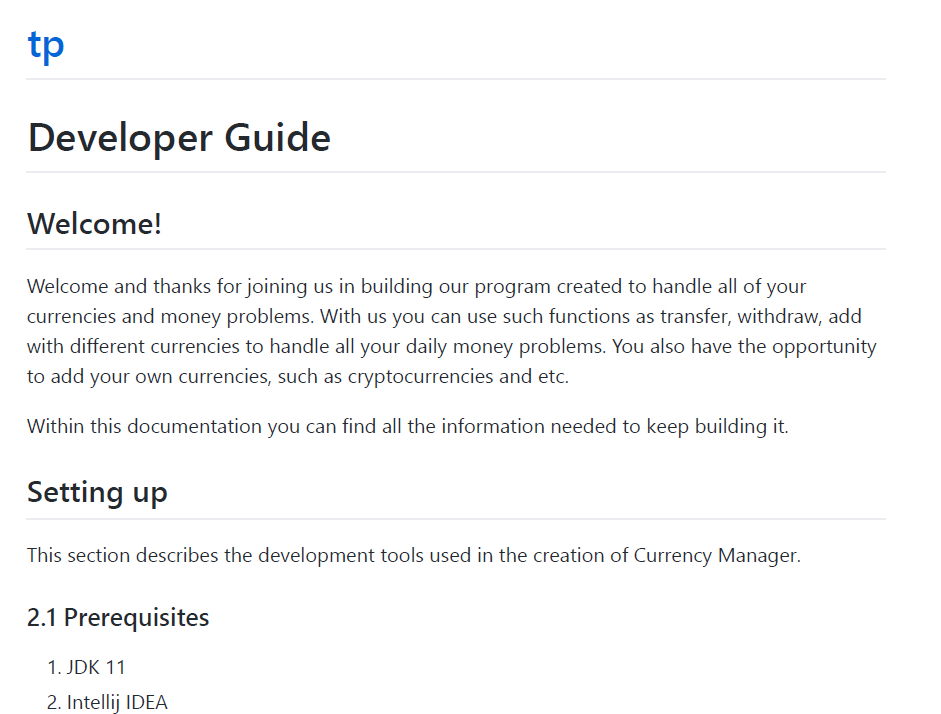 tp
Developer Guide
Welcome!
Welcome and thanks for joining us in building our program created to handle all of your
currencies and money problems. With us you can use such functions as transfer, withdraw, add
with different currencies to handle all your daily money problems. You also have the opportunity
to add your own currencies, such as cryptocurrencies and etc.
Within this documentation you can find all the information needed to keep building it.
Setting up
This section describes the development tools used in the creation of Currency Manager.
2.1 Prerequisites
1. JDK 11
2. Intellij IDEA